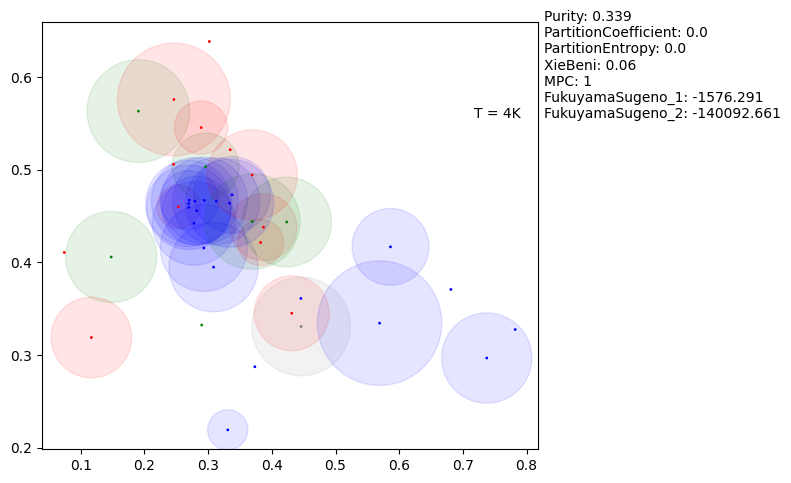 Purity: 0.339
PartitionCoefficient: 0.0
PartitionEntropy: 0.0
XieBeni: 0.06
MPC: 1
FukuyamaSugeno_1: -1576.291
FukuyamaSugeno_2: -140092.661
T = 4K
0.6
0.5
0.4
0.3
0.2
0.1 0.2 0.3 0.4 0.5 0.6 0.7 0.8